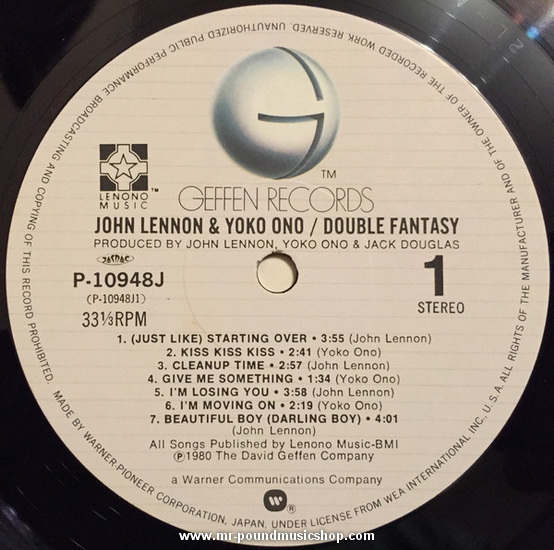 UNAUTHORIZED PUBLIC PERFORMANCE BROADCASTING AND COPYING OF THIS RECORD PROHIBITED. MADE BY WARNER-PIONEER CORPORATION, JAPAN, UNDER LICENSE FROM WEA INTERNATIONAL INC., U.S.A. ALL RIGHTS OF THE MANUFACTURER AND OF THE OWNER OF THE RECORDED WORK RESERVED.
G
TM
LENONO
MUSIC
TM
GEFFEN RECORDS
JOHN LENNON & YOKO ONO / DOUBLE FANTASY
PRODUCED BY JOHN LENNON, YOKO ONO & JACK DOUGLAS
P-10948J
(P-10948J1)
33⅓RPM
1
STEREO
1. (JUST LIKE) STARTING OVER • 3:55 (John Lennon)
2. KISS KISS KISS • 2:41 (Yoko Ono)
3. CLEANUP TIME • 2:57 (John Lennon)
4. GIVE ME SOMETHING • 1:34 (Yoko Ono)
5. I'M LOSING YOU • 3:58 (John Lennon)
6. I'M MOVING ON • 2:19 (Yoko Ono)
7. BEAUTIFUL BOY (DARLING BOY) • 4:01
(John Lennon)
All Songs Published by Lenono Music-BMI
Ⓟ1980 The David Geffen Company
a Warner Communications Company
W®
www.mr-poundmusicshop.com